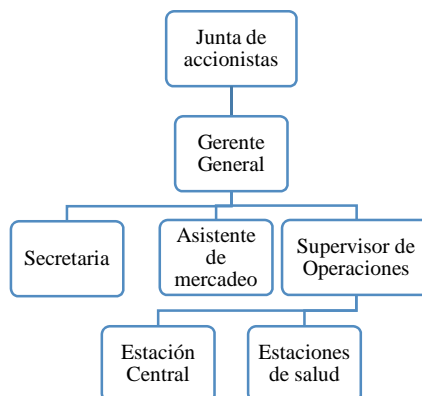 Junta de
accionistas
Gerente
General
Secretaria
Asistente
de
mercadeo
Supervisor de
Operaciones
Estación
Central
Estaciones
de salud